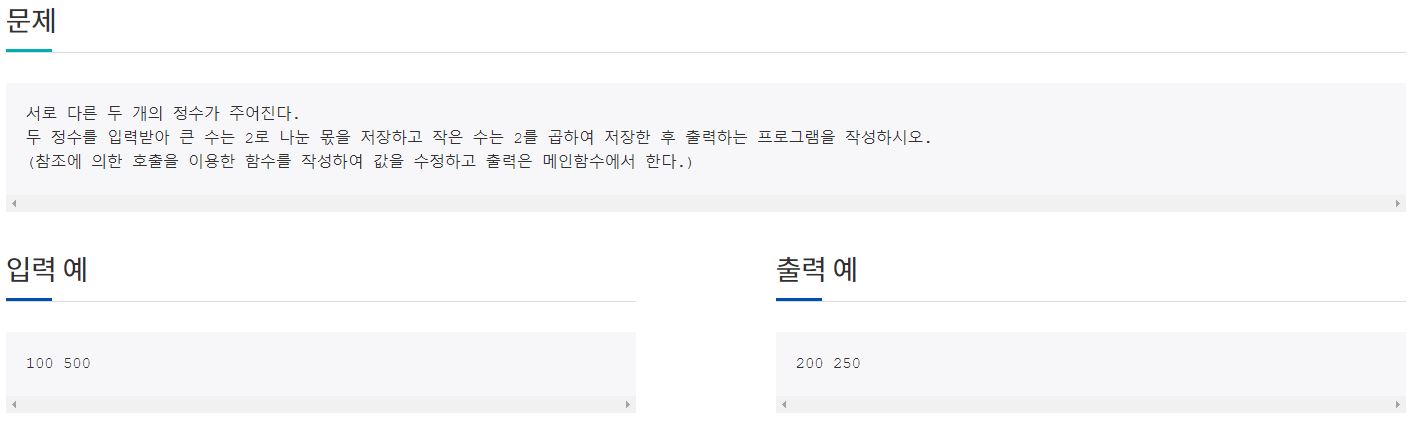 문제
서로 다른 두 개의 정수가 주어진다.
두 정수를 입력받아 큰 수는 2로 나눈 몫을 저장하고 작은 수는 2를 곱하여 저장한 후 출력하는 프로그램을 작성하시오.
(참조에 의한 호출을 이용한 함수를 작성하여 값을 수정하고 출력은 메인함수에서 한다.)
입력 예
100 500
출력 예
200 250